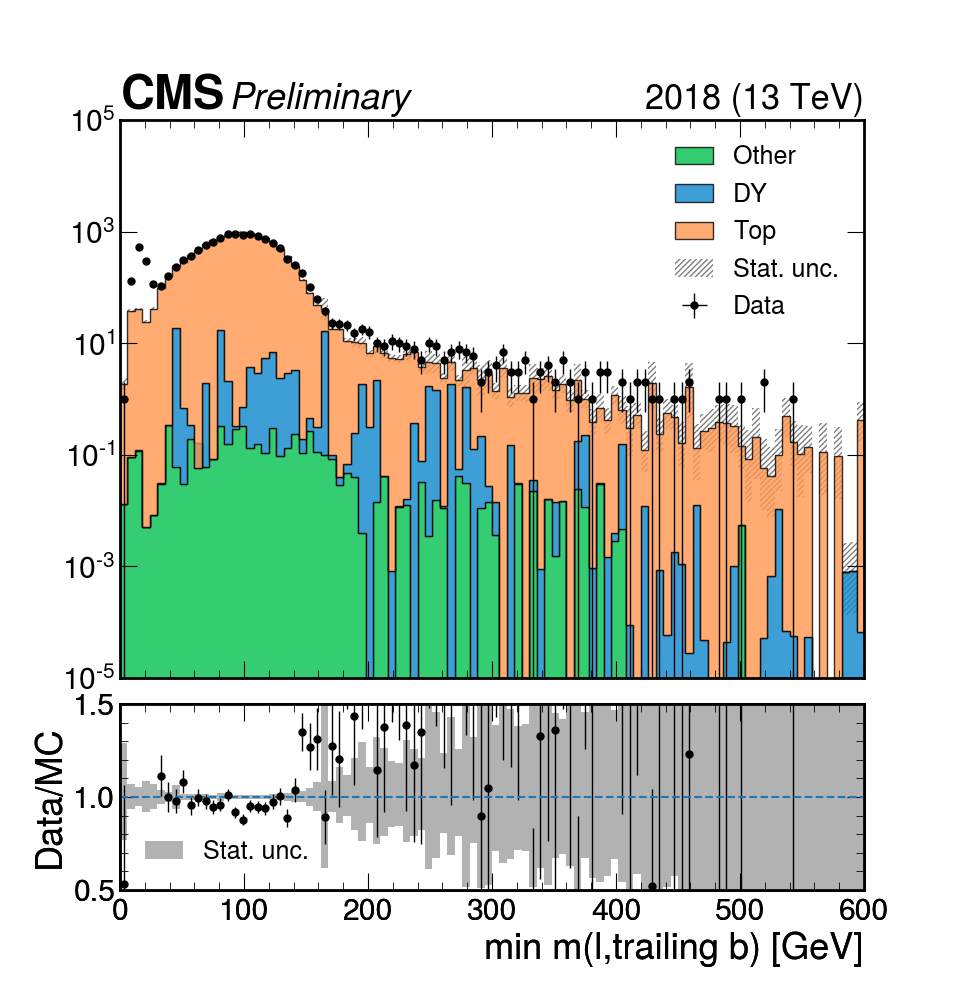 CMS Preliminary 2018 (13 TeV)
10^5
Other
DY
10^3
Top
Stat. unc.
Data
10^1
10^-1
10^-3
10^-5
1.5
Data/MC
1.0
Stat. unc.
0.5
0 100 200 300 400 500 600
min m(l,trailing b) [GeV]